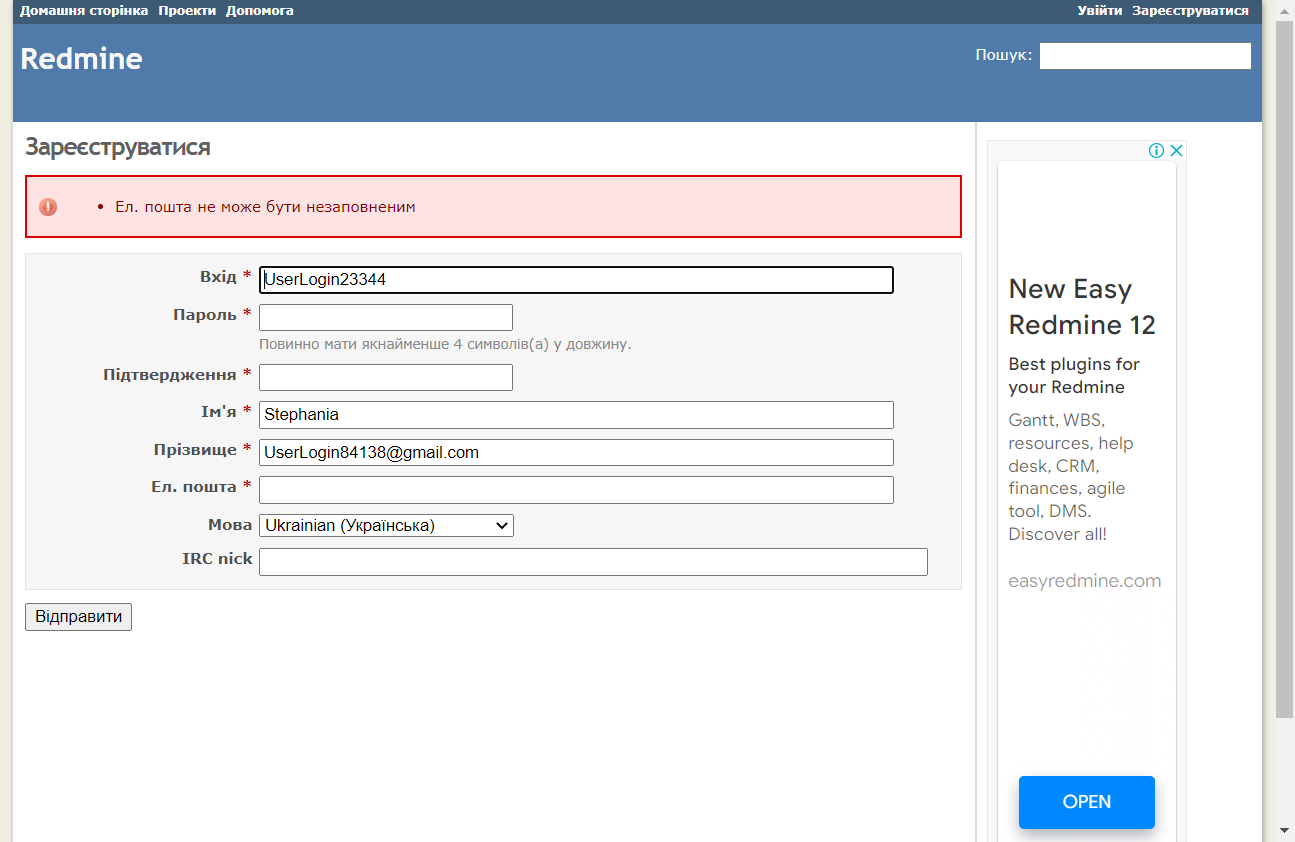 Домашня сторінка Проекти Допомога
Увійти Зареєструватися
Redmine
Пошук:
Зареєструватися
Ел. пошта не може бути незаповненим
Вхід * UserLogin23344
Пароль *
Повинно мати якнайменше 4 символів(а) у довжину.
Підтвердження *
Ім'я * Stephania
Прізвище * UserLogin84138@gmail.com
Ел. пошта *
Мова Ukrainian (Українська)
IRC nick
Відправити
New Easy
Redmine 12
Best plugins for
your Redmine
Gantt, WBS,
resources, help
desk, CRM,
finances, agile
tool, DMS.
Discover all!
easyredmine.com
OPEN